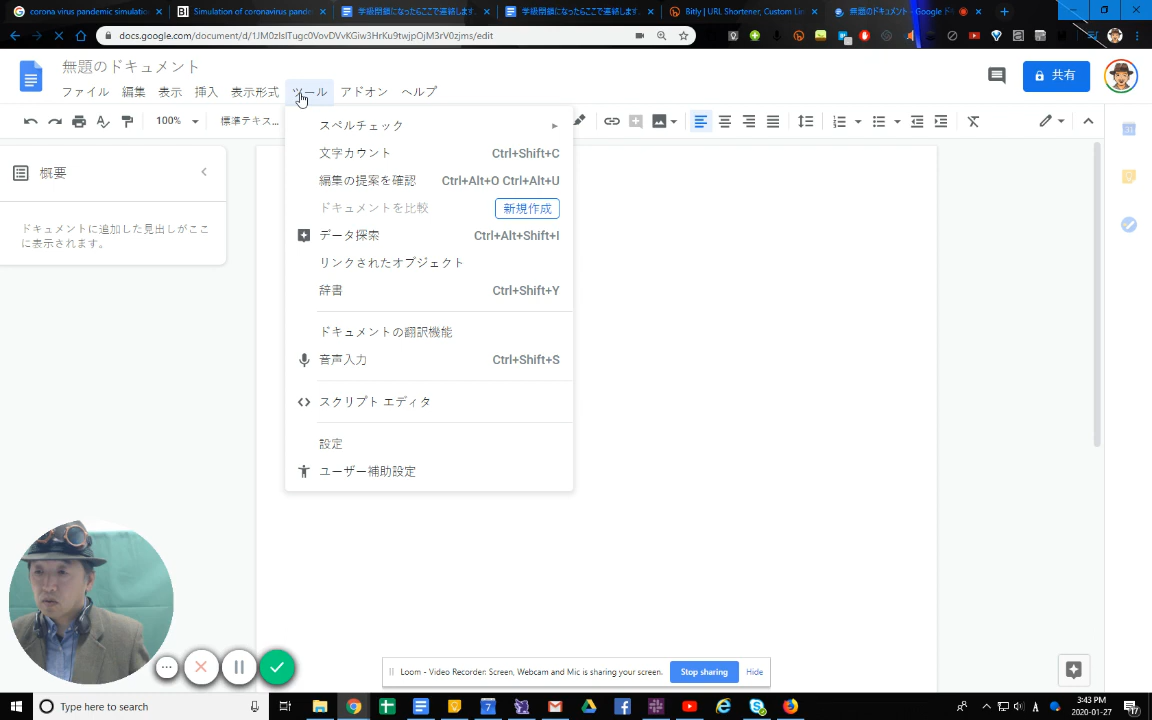 corona virus pandemic simulatio
Simulation of coronavirus pande
学級閉鎖になったらここで連絡します
学級閉鎖になったらここで連絡します
Bitly | URL Shortener, Custom Lin
無題のドキュメント - Google ド
docs.google.com/document/d/1JM0zIslTugc0VovDVvKGiw3HrKu9twjpOjM3rV0zjms/edit
無題のドキュメント
ファイル 編集 表示 挿入 表示形式 ツール アドオン ヘルプ
共有
100% 標準テキス...
概要
ドキュメントに追加した見出しがここ
に表示されます。
スペルチェック
文字カウント Ctrl+Shift+C
編集の提案を確認 Ctrl+Alt+O Ctrl+Alt+U
ドキュメントを比較 新規作成
データ探索 Ctrl+Alt+Shift+I
リンクされたオブジェクト
辞書 Ctrl+Shift+Y
ドキュメントの翻訳機能
音声入力 Ctrl+Shift+S
スクリプト エディタ
設定
ユーザー補助設定
Loom - Video Recorder: Screen, Webcam and Mic is sharing your screen. Stop sharing Hide
Type here to search
3:43 PM
2020-01-27
17